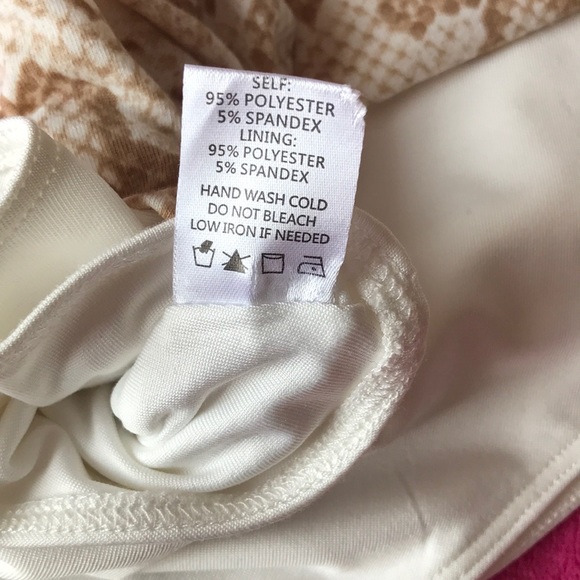 SELF:
95% POLYESTER
5% SPANDEX
LINING:
95% POLYESTER
5% SPANDEX
HAND WASH COLD
DO NOT BLEACH
LOW IRON IF NEEDED